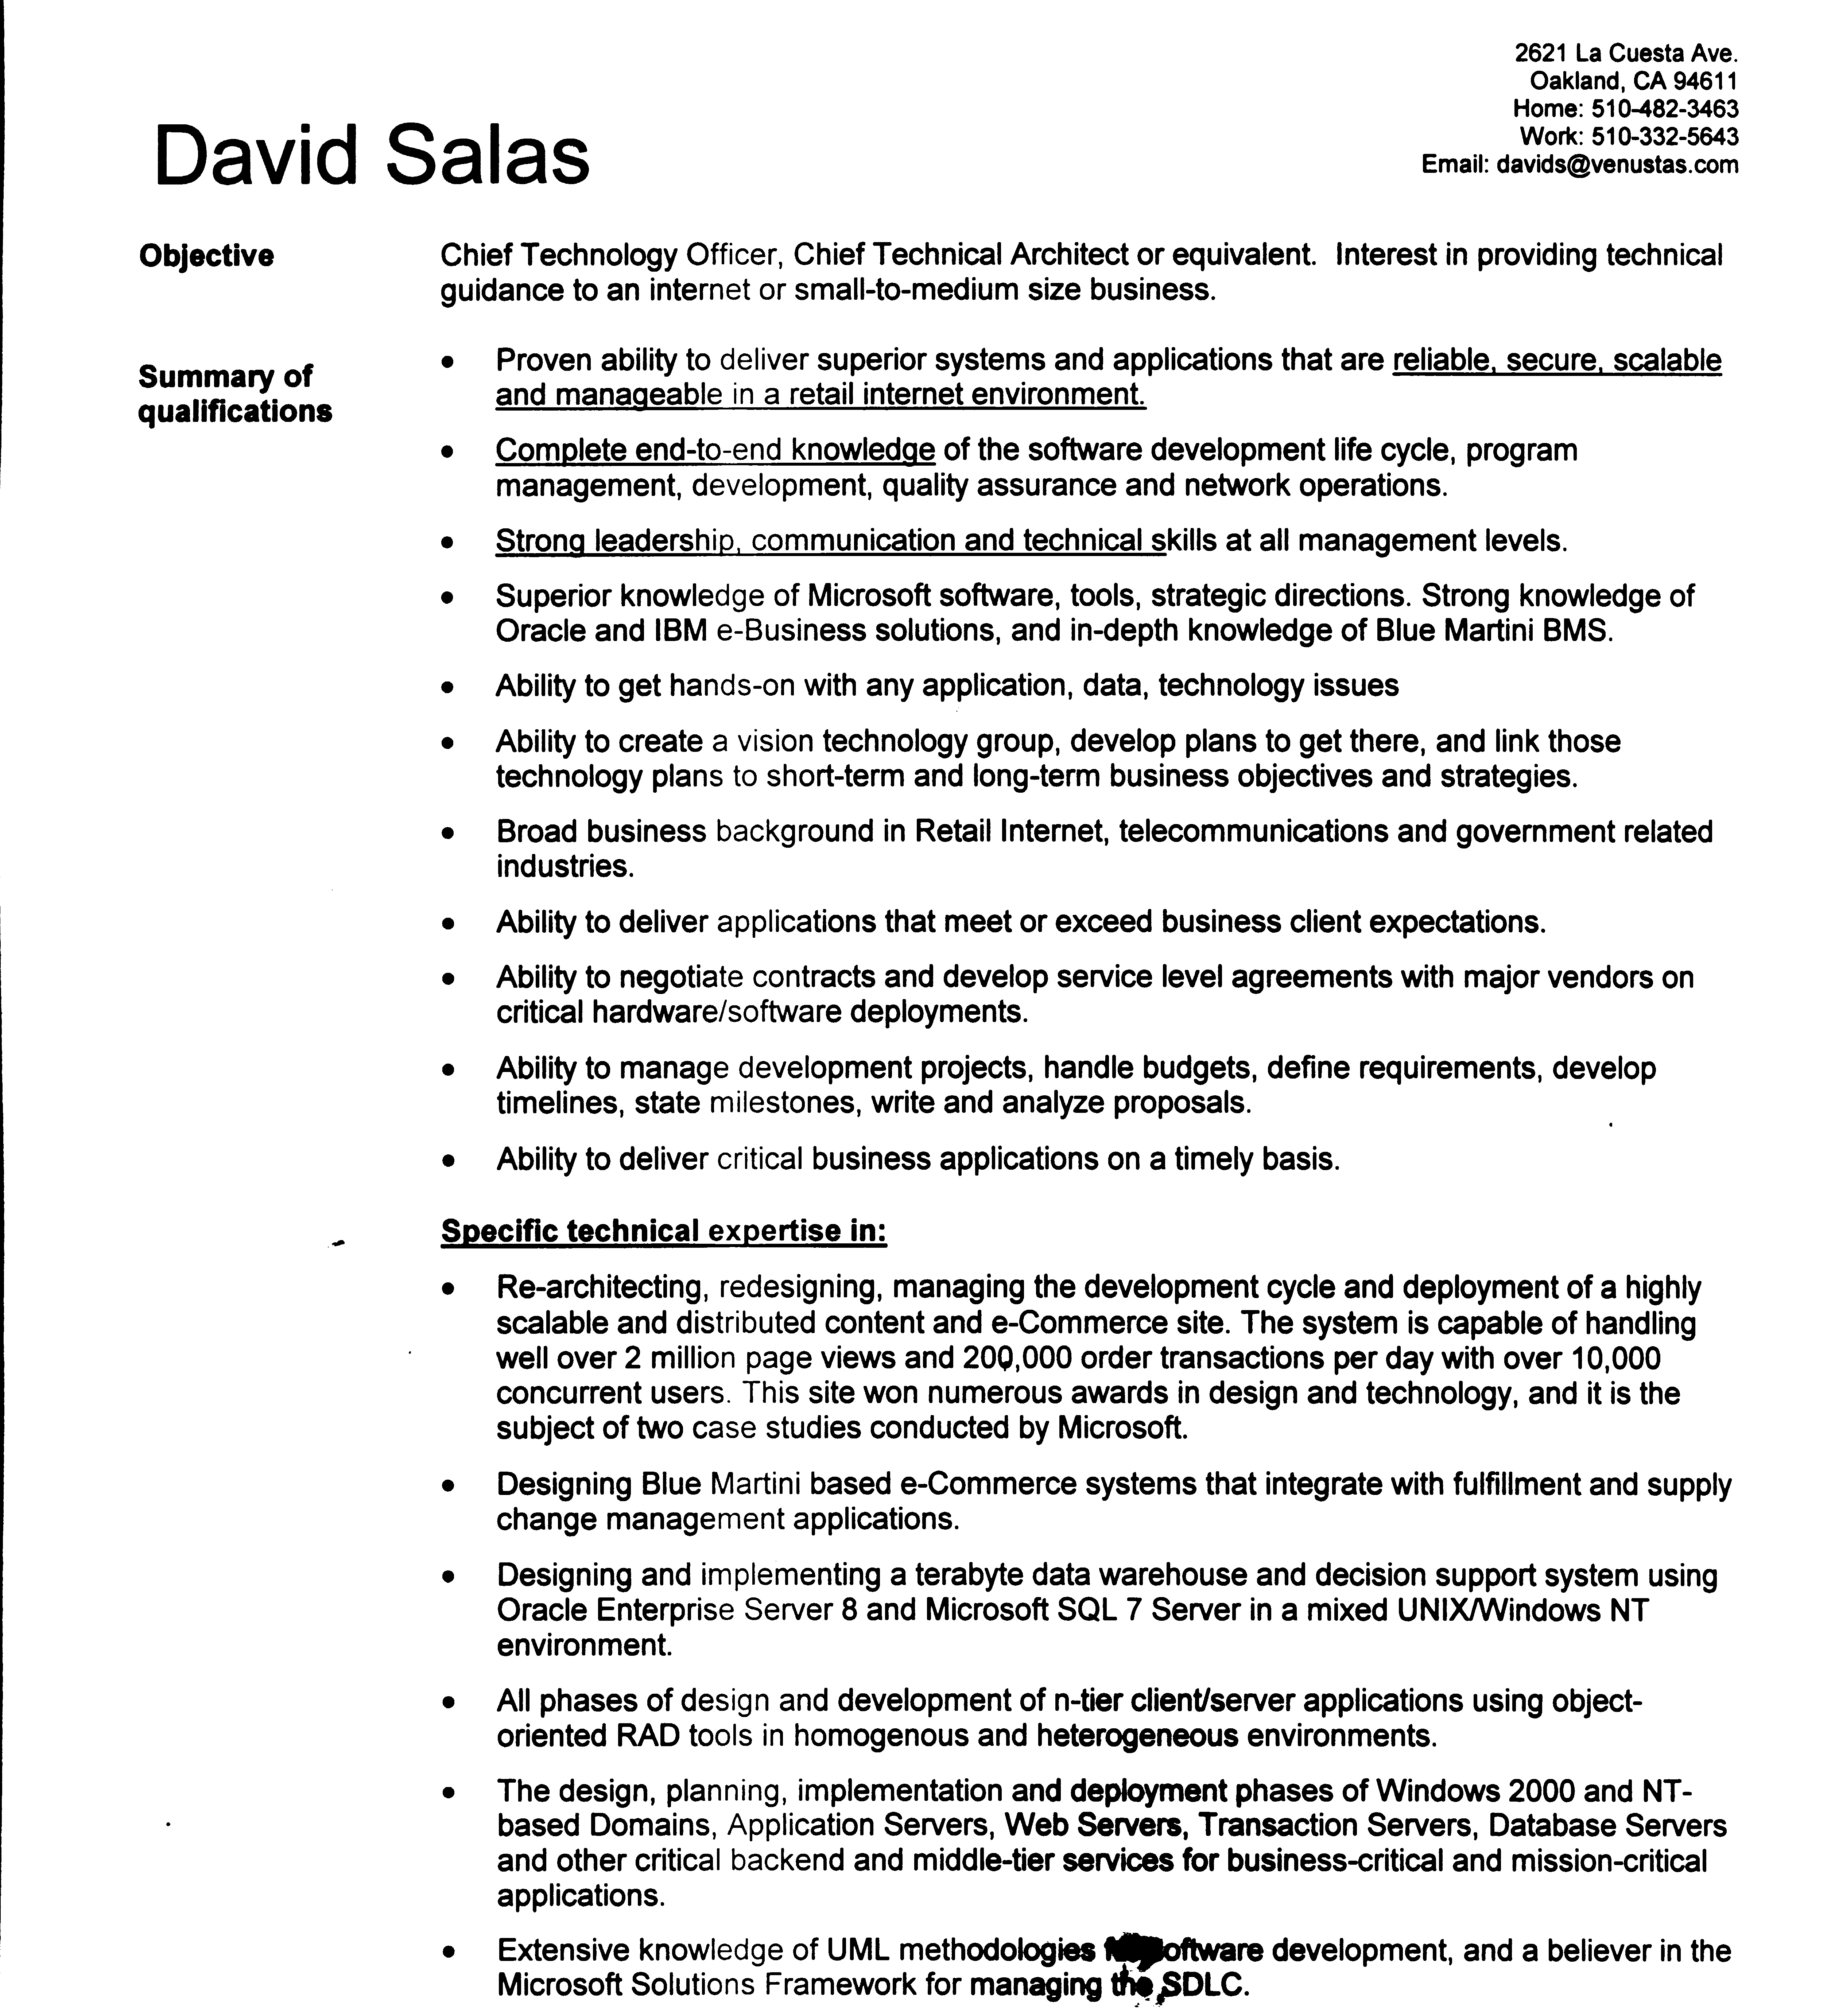 2621 La Cuesta Ave.
Oakland, CA 94611
Home: 510-482-3463
Work: 510-332-5643
Email: davids@venustas.com
David Salas
Objective
Chief Technology Officer, Chief Technical Architect or equivalent. Interest in providing technical
guidance to an internet or small-to-medium size business.
Summary of
qualifications
• Proven ability to deliver superior systems and applications that are reliable, secure, scalable
and manageable in a retail internet environment.
• Complete end-to-end knowledge of the software development life cycle, program
management, development, quality assurance and network operations.
• Strong leadership, communication and technical skills at all management levels.
• Superior knowledge of Microsoft software, tools, strategic directions. Strong knowledge of
Oracle and IBM e-Business solutions, and in-depth knowledge of Blue Martini BMS.
• Ability to get hands-on with any application, data, technology issues
• Ability to create a vision technology group, develop plans to get there, and link those
technology plans to short-term and long-term business objectives and strategies.
• Broad business background in Retail Internet, telecommunications and government related
industries.
• Ability to deliver applications that meet or exceed business client expectations.
• Ability to negotiate contracts and develop service level agreements with major vendors on
critical hardware/software deployments.
• Ability to manage development projects, handle budgets, define requirements, develop
timelines, state milestones, write and analyze proposals.
• Ability to deliver critical business applications on a timely basis.
Specific technical expertise in:
• Re-architecting, redesigning, managing the development cycle and deployment of a highly
scalable and distributed content and e-Commerce site. The system is capable of handling
well over 2 million page views and 200,000 order transactions per day with over 10,000
concurrent users. This site won numerous awards in design and technology, and it is the
subject of two case studies conducted by Microsoft.
• Designing Blue Martini based e-Commerce systems that integrate with fulfillment and supply
change management applications.
• Designing and implementing a terabyte data warehouse and decision support system using
Oracle Enterprise Server 8 and Microsoft SQL 7 Server in a mixed UNIX/Windows NT
environment.
• All phases of design and development of n-tier client/server applications using object-
oriented RAD tools in homogenous and heterogeneous environments.
• The design, planning, implementation and deployment phases of Windows 2000 and NT-
based Domains, Application Servers, Web Servers, Transaction Servers, Database Servers
and other critical backend and middle-tier services for business-critical and mission-critical
applications.
• Extensive knowledge of UML methodologies software development, and a believer in the
Microsoft Solutions Framework for managing the SDLC.